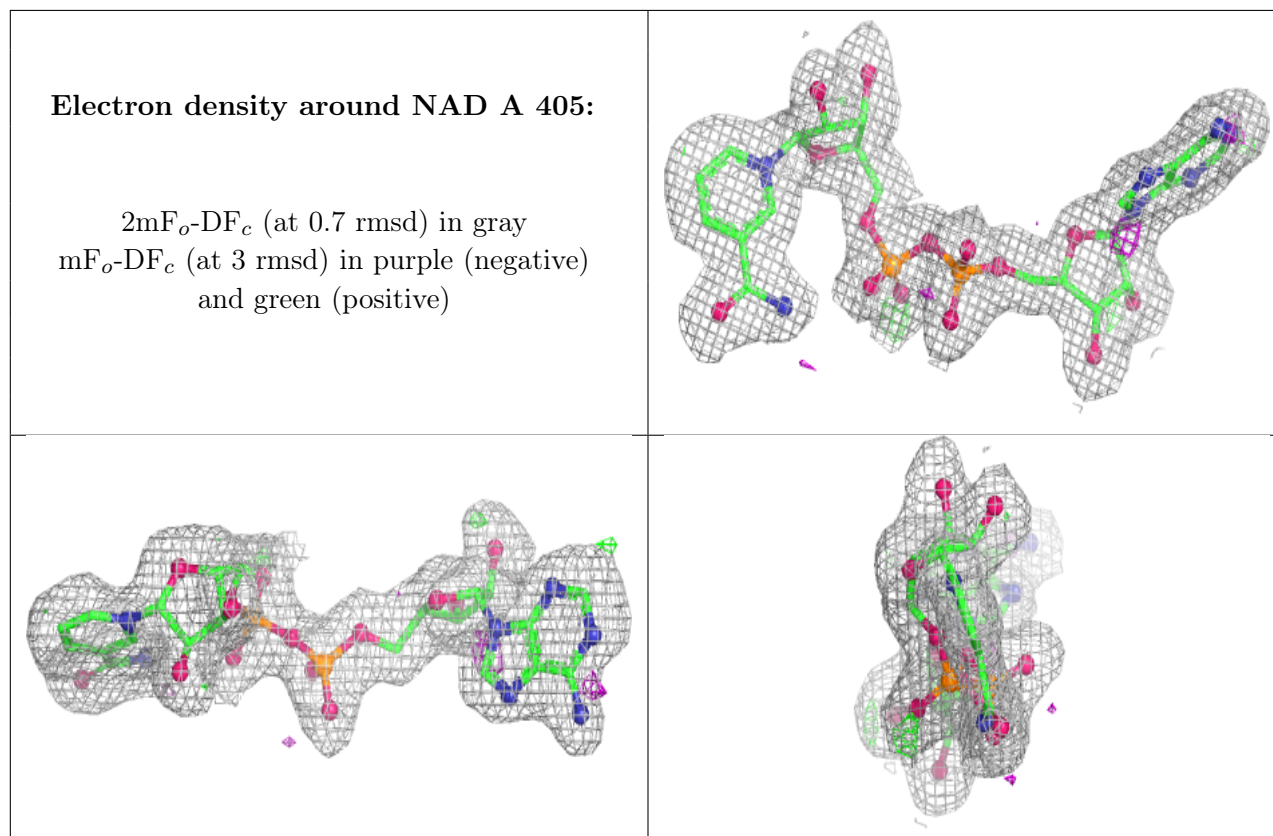 Electron density around NAD A 405:
2mFₒ-DF𝒸 (at 0.7 rmsd) in gray
mFₒ-DF𝒸 (at 3 rmsd) in purple (negative)
and green (positive)